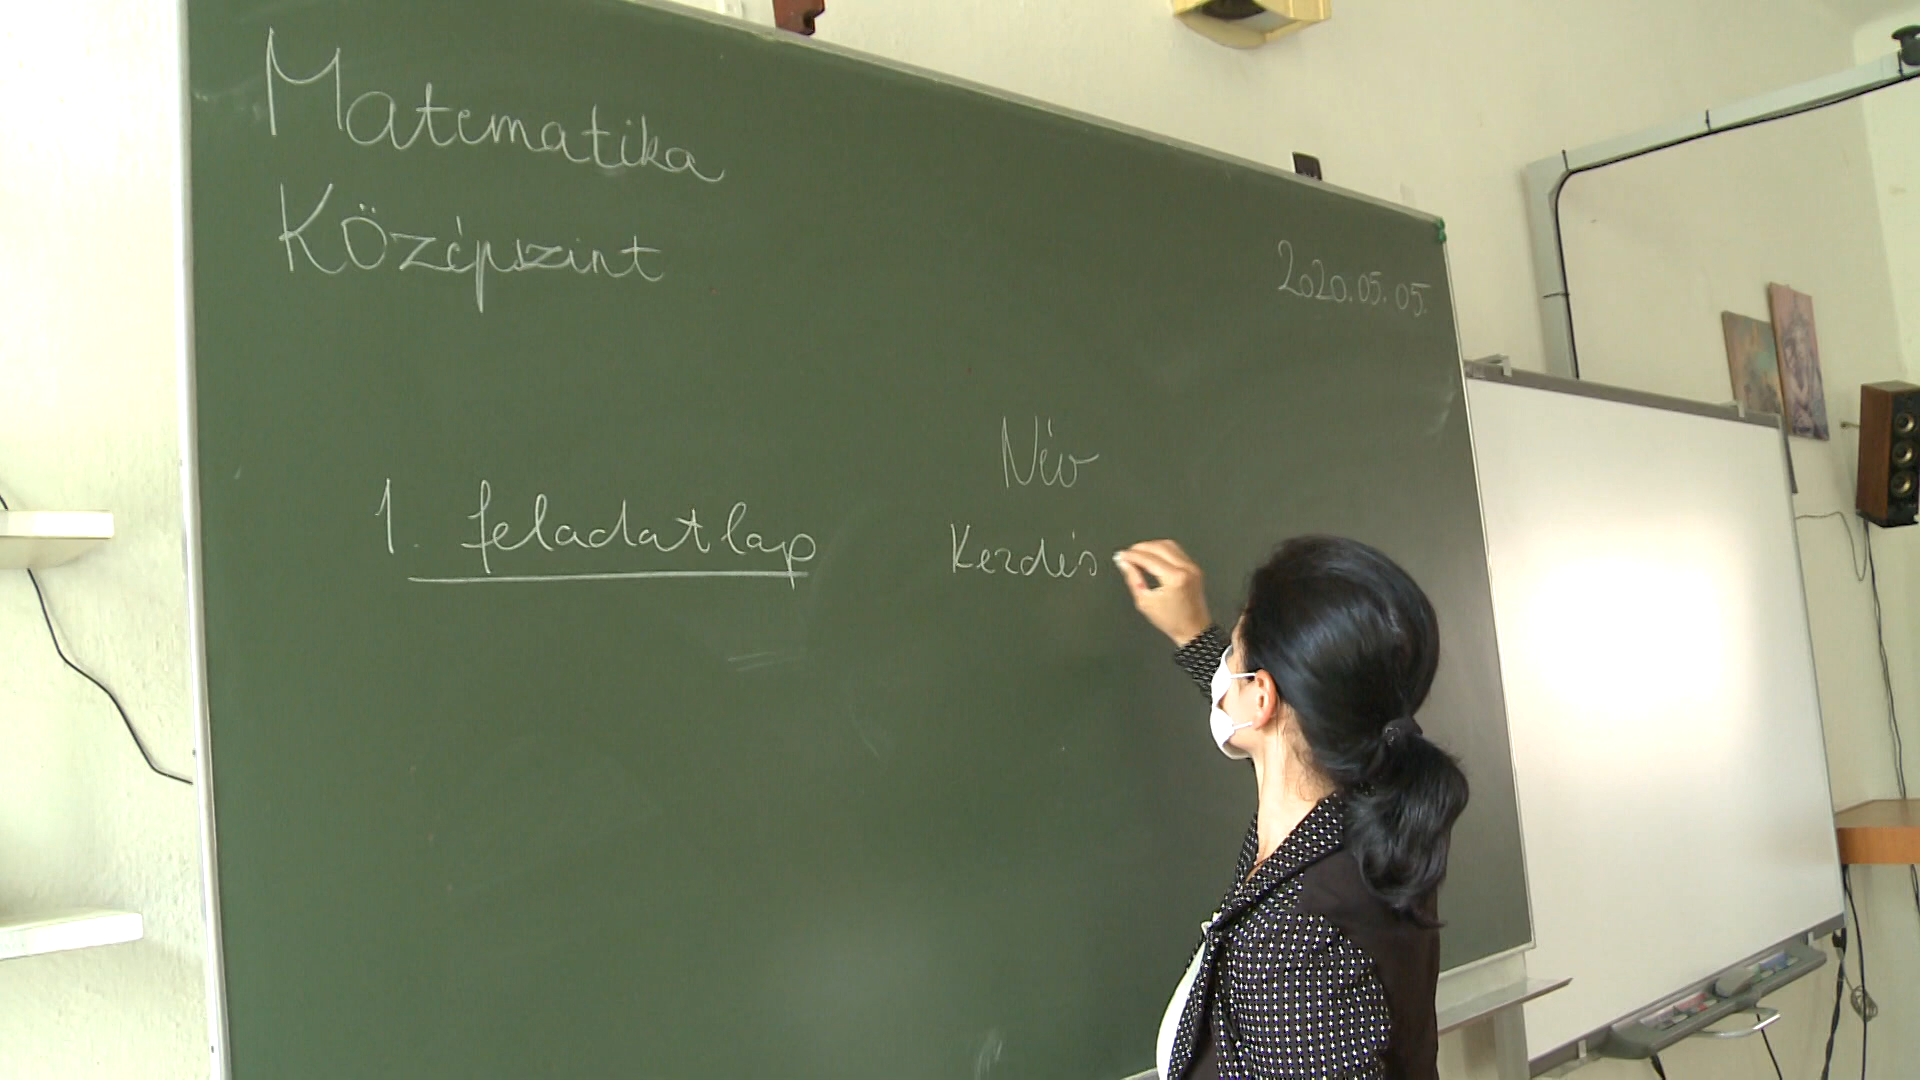 Matematika
Középszint
2020.05.05.
1. feladatlap
Név
Kezdés